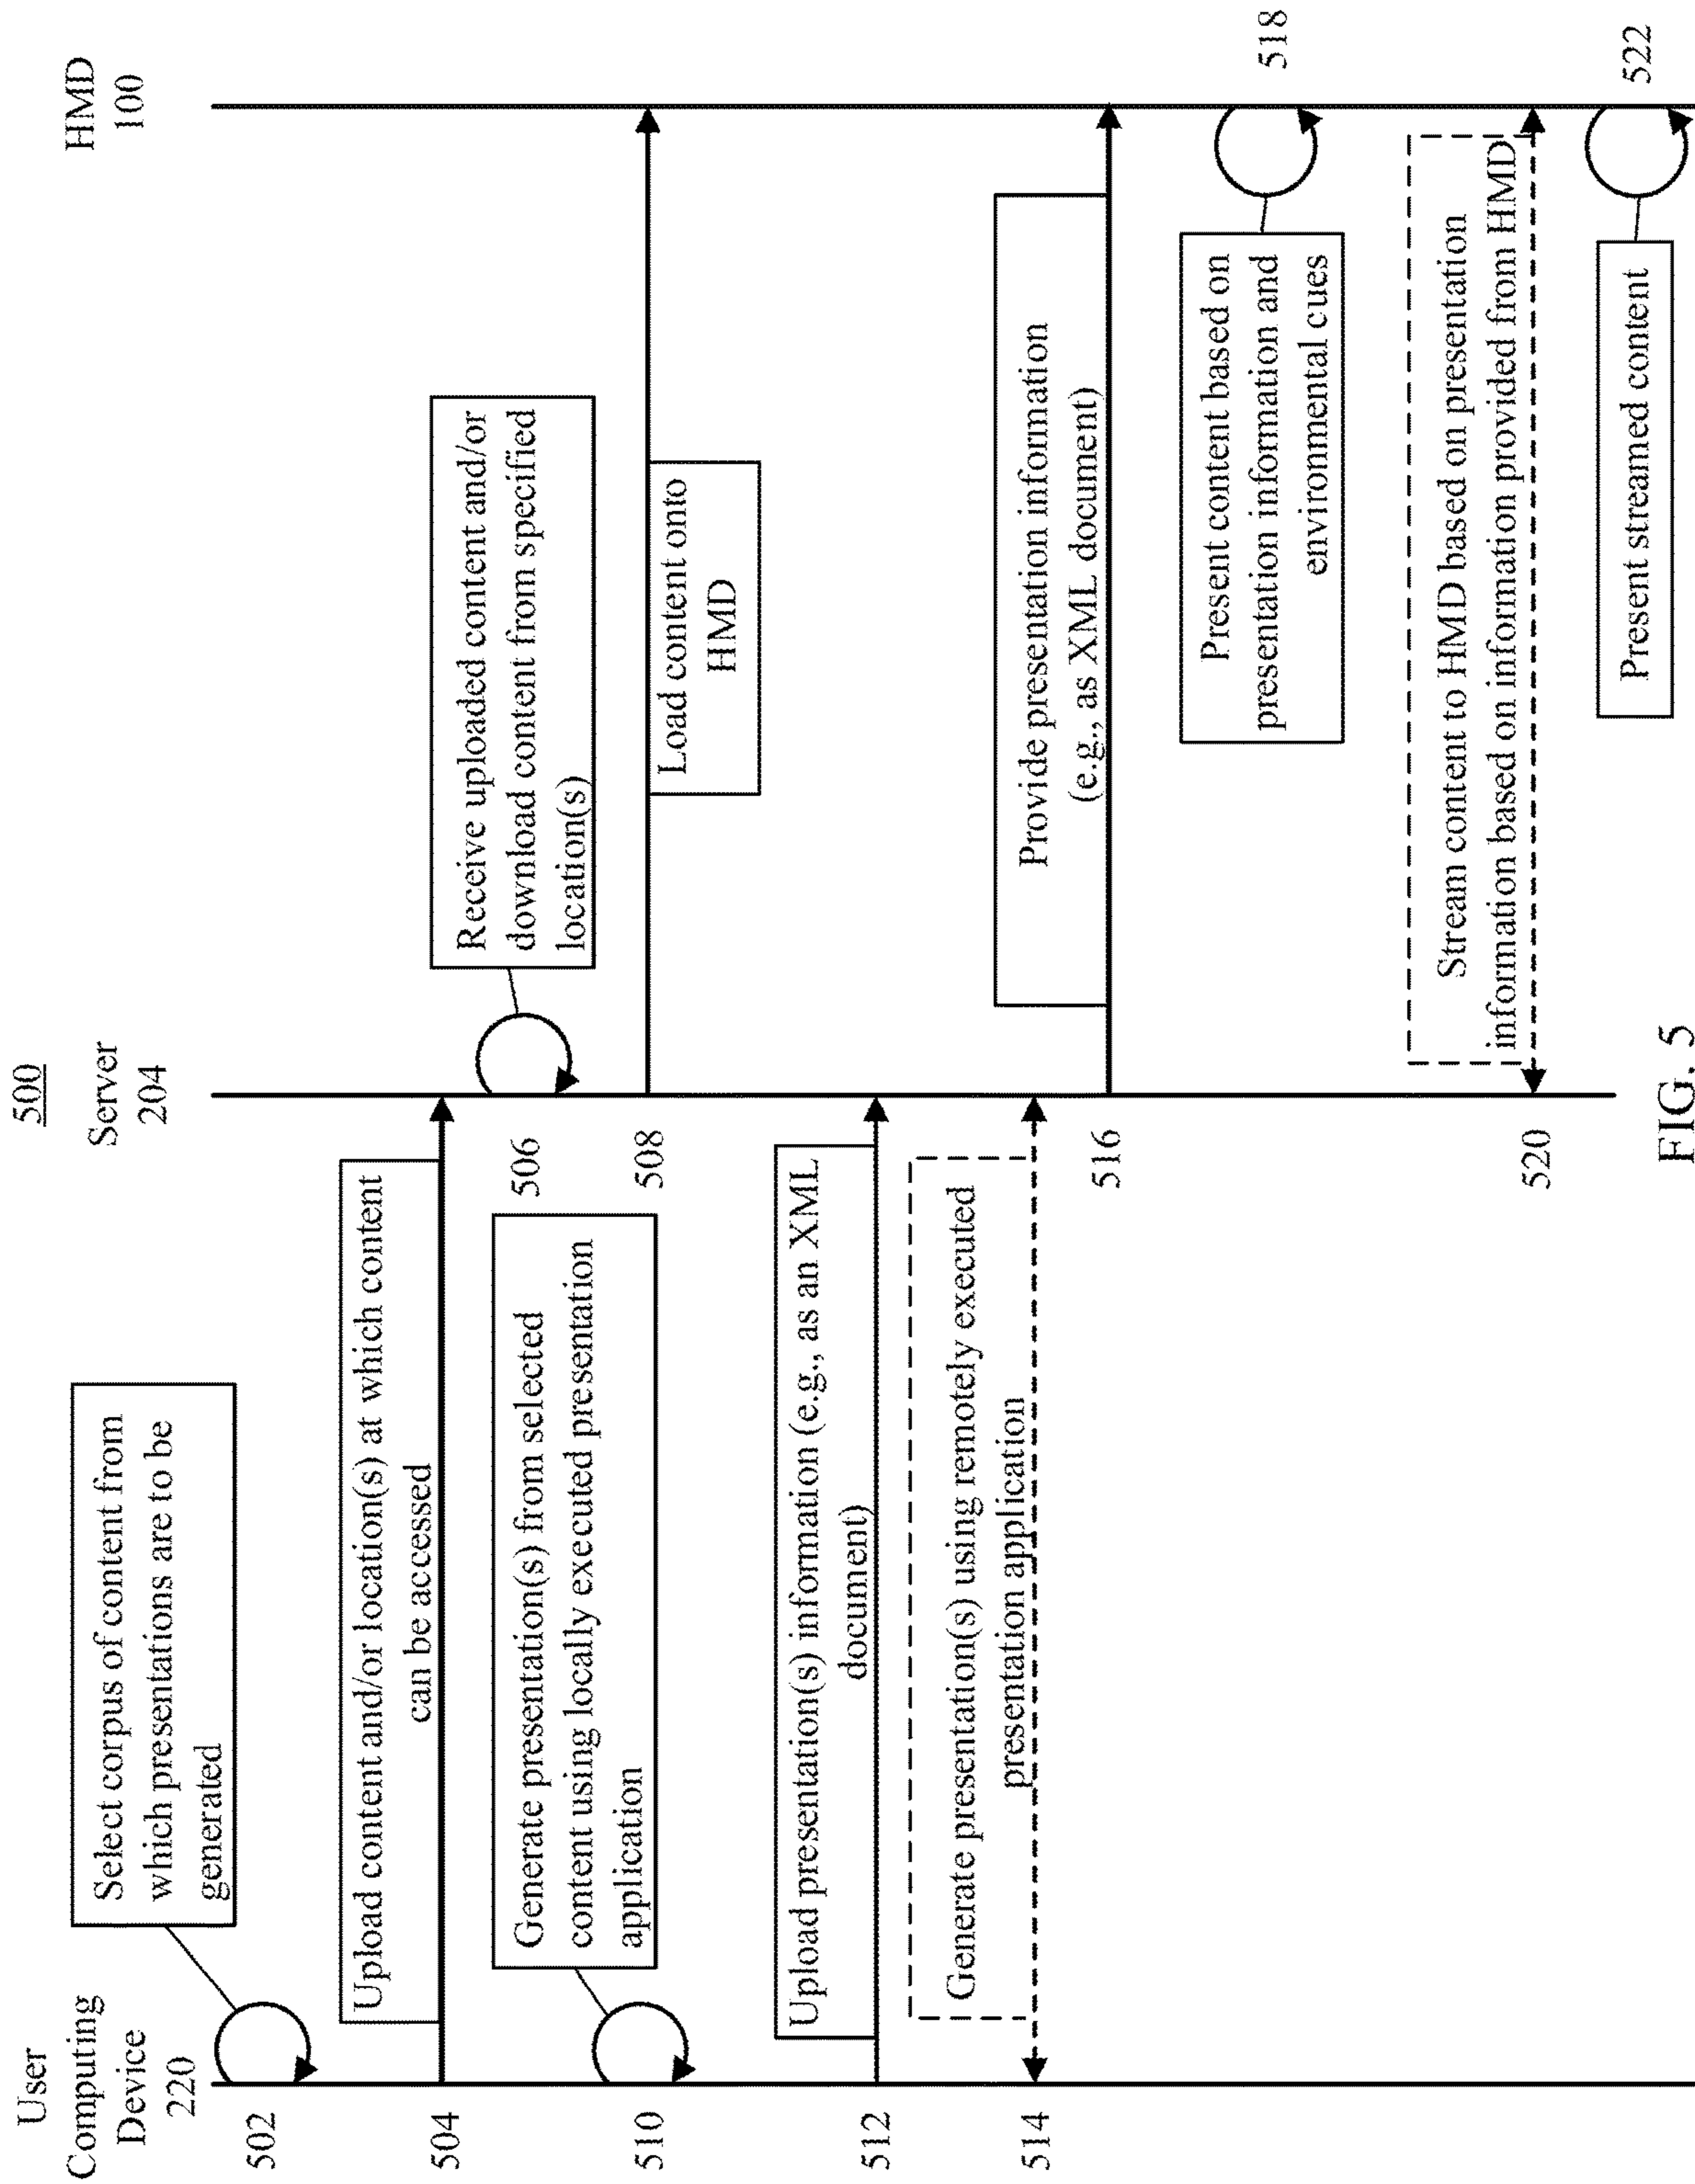 500
User
Computing
Device
220
Server
204
HMD
100
502
Select corpus of content from
which presentations are to be
generated
504
Upload content and/or location(s) at which content
can be accessed
506
Receive uploaded content and/or
download content from specified
location(s)
508
Load content onto
HMD
510
Generate presentation(s) from selected
content using locally executed presentation
application
512
Upload presentation(s) information (e.g., as an XML
document)
514
Generate presentation(s) using remotely executed
presentation application
516
Provide presentation information
(e.g., as XML document)
518
Present content based on
presentation information and
environmental cues
520
Stream content to HMD based on presentation
information based on information provided from HMD
522
Present streamed content
FIG. 5